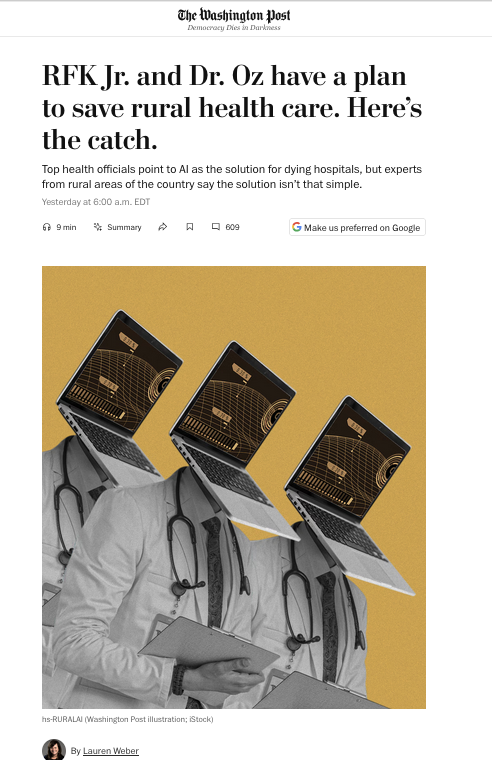 The Washington Post
Democracy Dies in Darkness
RFK Jr. and Dr. Oz have a plan
to save rural health care. Here’s
the catch.
Top health officials point to AI as the solution for dying hospitals, but experts
from rural areas of the country say the solution isn’t that simple.
Yesterday at 6:00 a.m. EDT
9 min
Summary
609
Make us preferred on Google
hs-RURALAI (Washington Post illustration; iStock)
By Lauren Weber